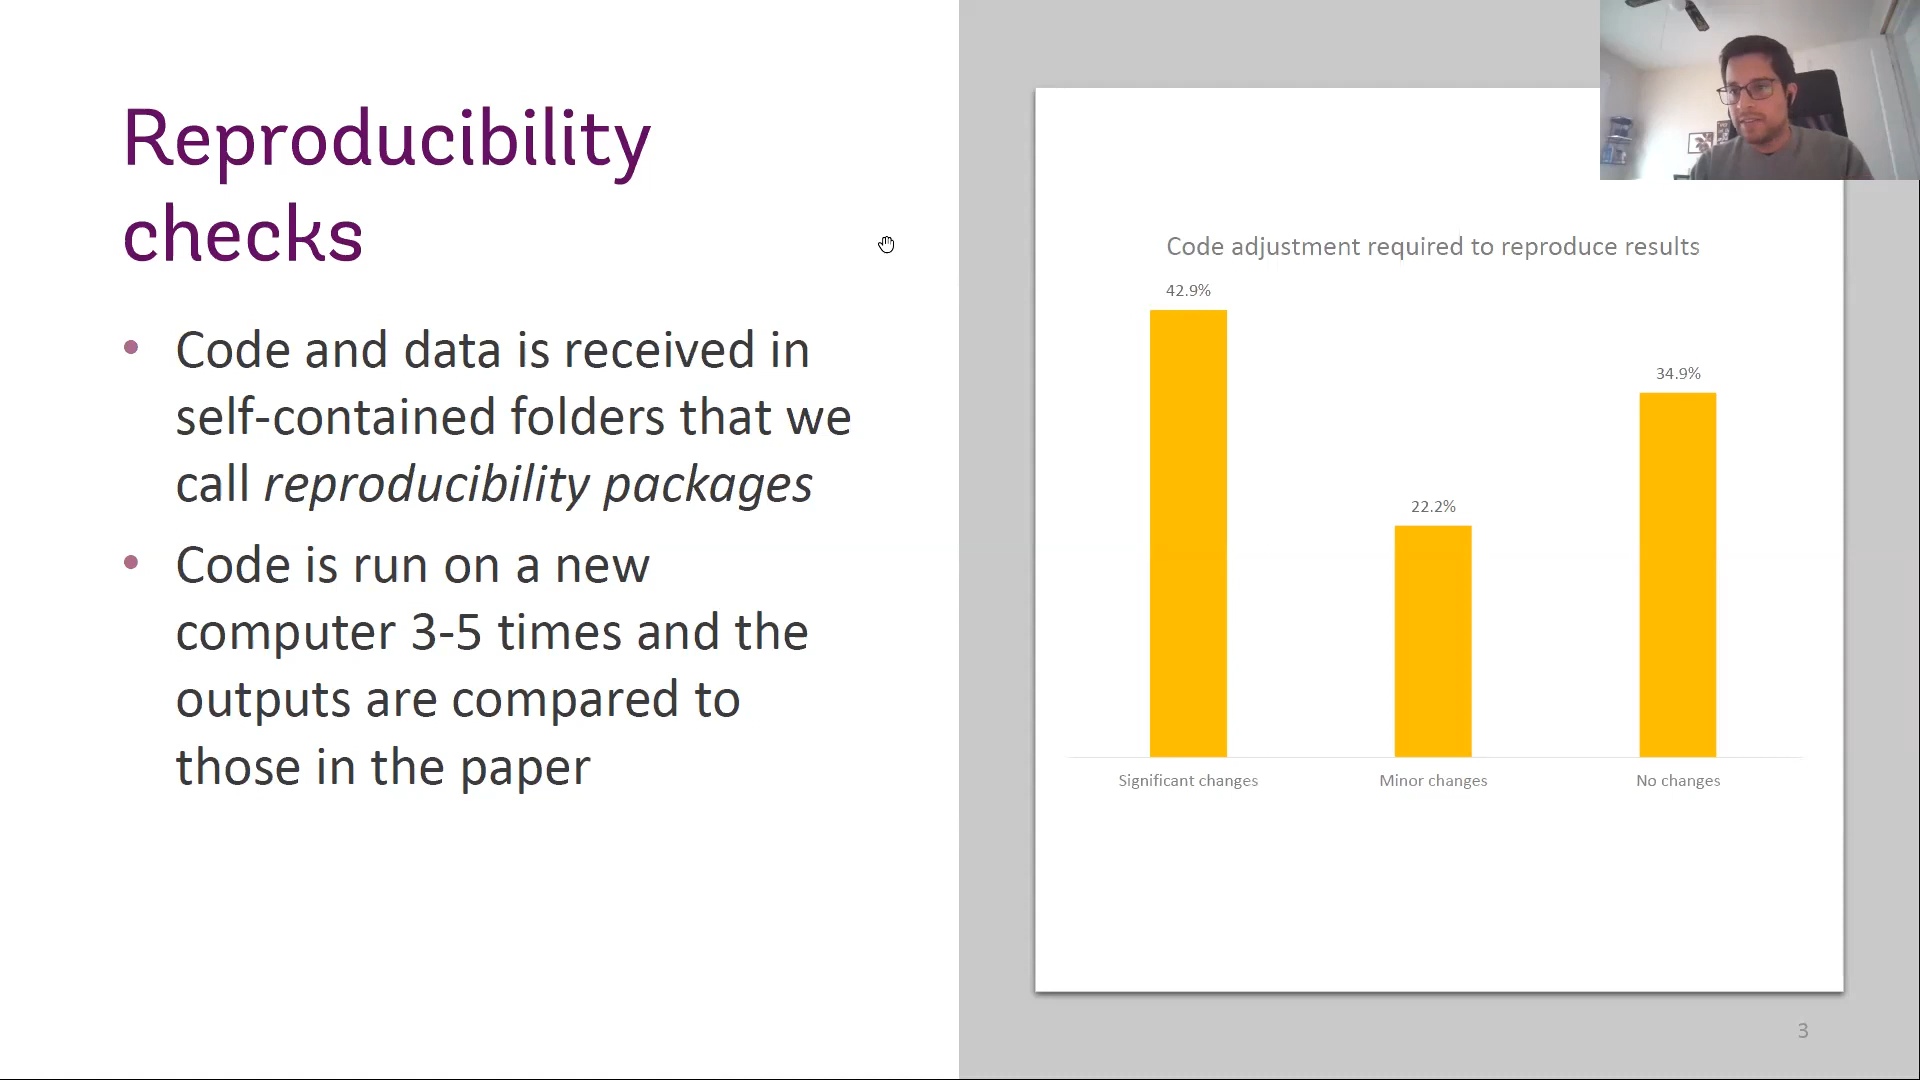 Reproducibility
checks
• Code and data is received in
self-contained folders that we
call reproducibility packages
• Code is run on a new
computer 3-5 times and the
outputs are compared to
those in the paper
Code adjustment required to reproduce results
42.9%
34.9%
22.2%
Significant changes
Minor changes
No changes
3